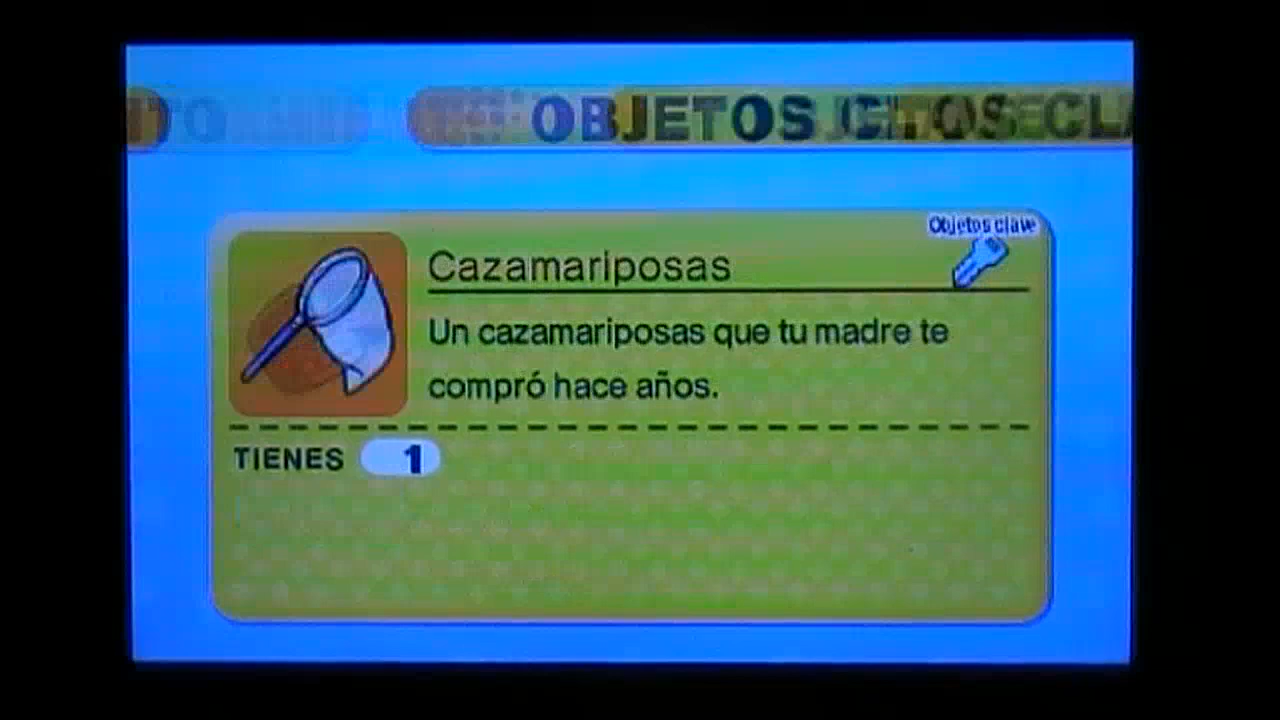 OBJETOS
Objetos clave
Cazamariposas
Un cazamariposas que tu madre te
compró hace años.
TIENES 1